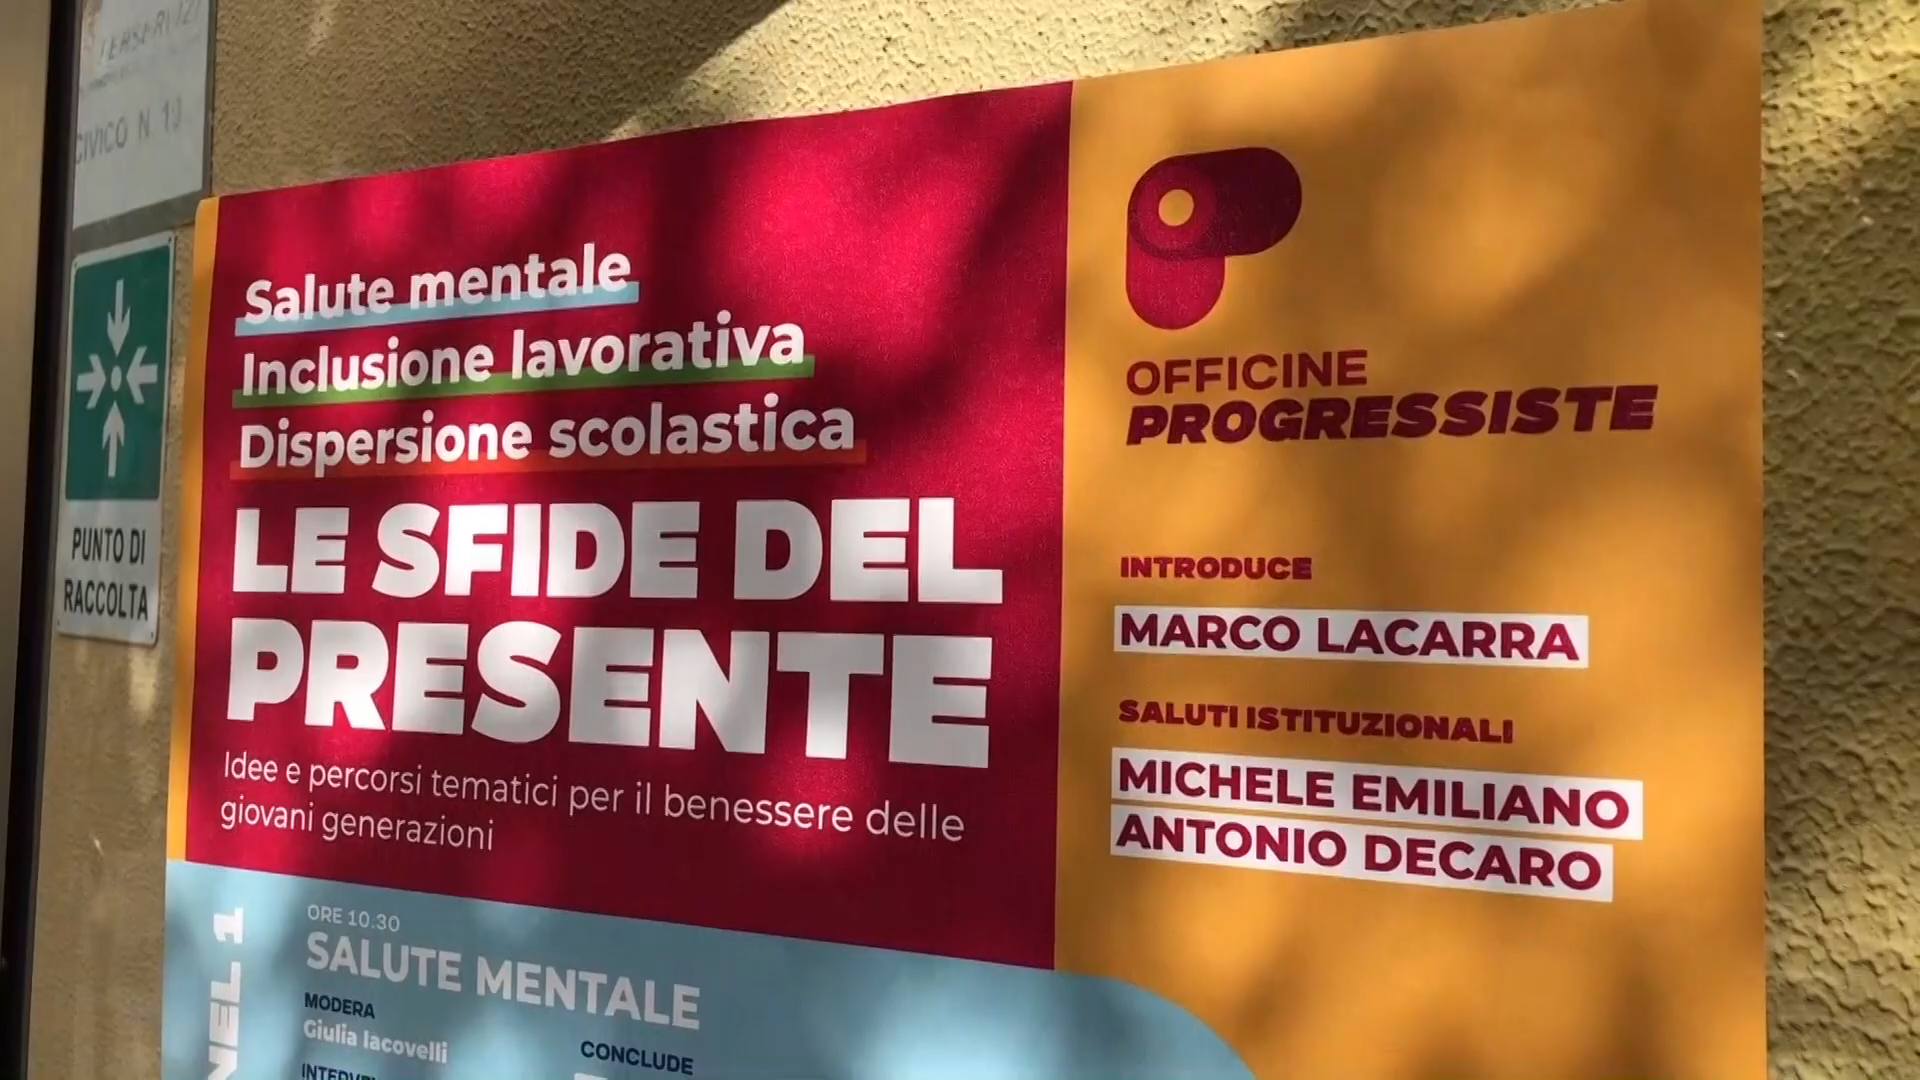 CIVICO N. 10
PUNTO DI
RACCOLTA
Salute mentale
Inclusione lavorativa
Dispersione scolastica
LE SFIDE DEL
PRESENTE
Idee e percorsi tematici per il benessere delle
giovani generazioni
OFFICINE
PROGRESSISTE
INTRODUCE
MARCO LACARRA
SALUTI ISTITUZIONALI
MICHELE EMILIANO
ANTONIO DECARO
ORE 10.30
SALUTE MENTALE
MODERA
Giulia Iacovelli
CONCLUDE